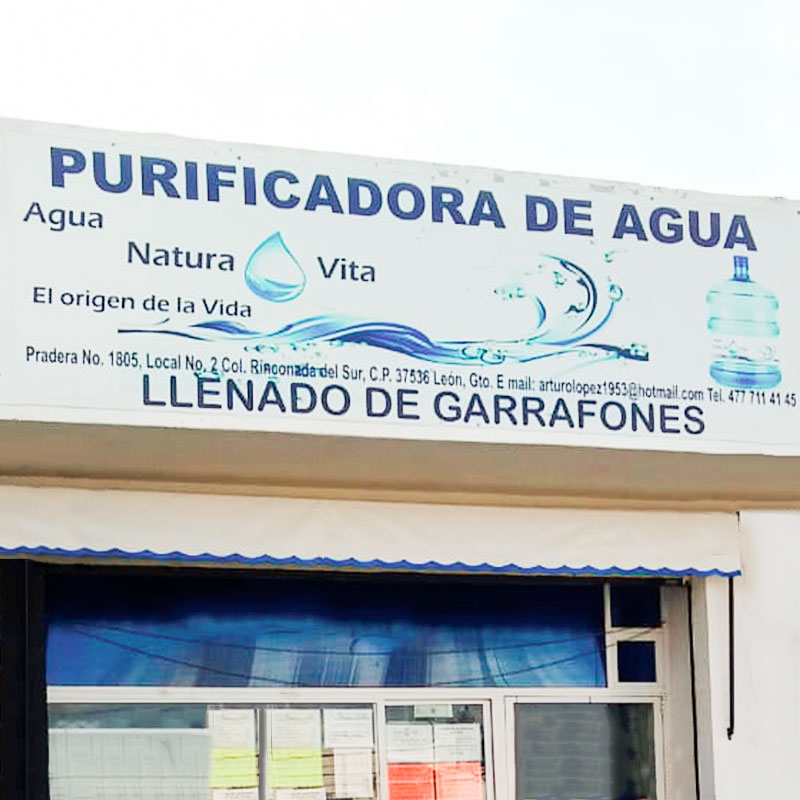 PURIFICADORA DE AGUA
Agua
Natura Vita
El origen de la Vida
Pradera No. 1805, Local No. 2 Col. Rinconada del Sur, C.P. 37536 León, Gto. E mail: arturolopez1953@hotmail.com Tel. 477 711 41 45
LLENADO DE GARRAFONES